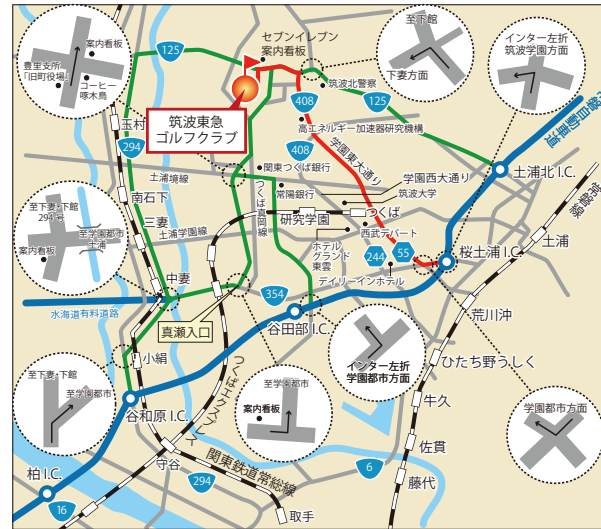 案内看板
豊里支所
「旧町役場」
コーヒー
啄木鳥
125
セブンイレブン
案内看板
至下館
下妻方面
インター左折
筑波学園方面
筑波北警察
125
408
筑波東急
ゴルフクラブ
高エネルギー加速器研究機構
常磐自動車道
玉村
294
408
学園東大通り
土浦北I.C.
常磐線
土浦境線
関東つくば銀行
学園西大通り
南石下
常陽銀行
筑波大学
至下妻・下館
294号
三妻
つくば真岡線
研究学園
つくば
土浦
至学園都市
土浦
土浦学園線
西武デパート
案内看板
ホテル
グランド
東雲
55
244
桜土浦I.C.
中妻
デイリーインホテル
354
水海道有料道路
荒川沖
真瀬入口
谷田部I.C.
小絹
つくばエクスプレス
インター左折
学園都市方面
ひたち野うしく
至下妻・下館
至学園都市
至学園都市
案内看板
牛久
学園都市方面
谷和原I.C.
守谷
関東鉄道常総線
佐貫
柏I.C.
6
294
16
藤代
取手